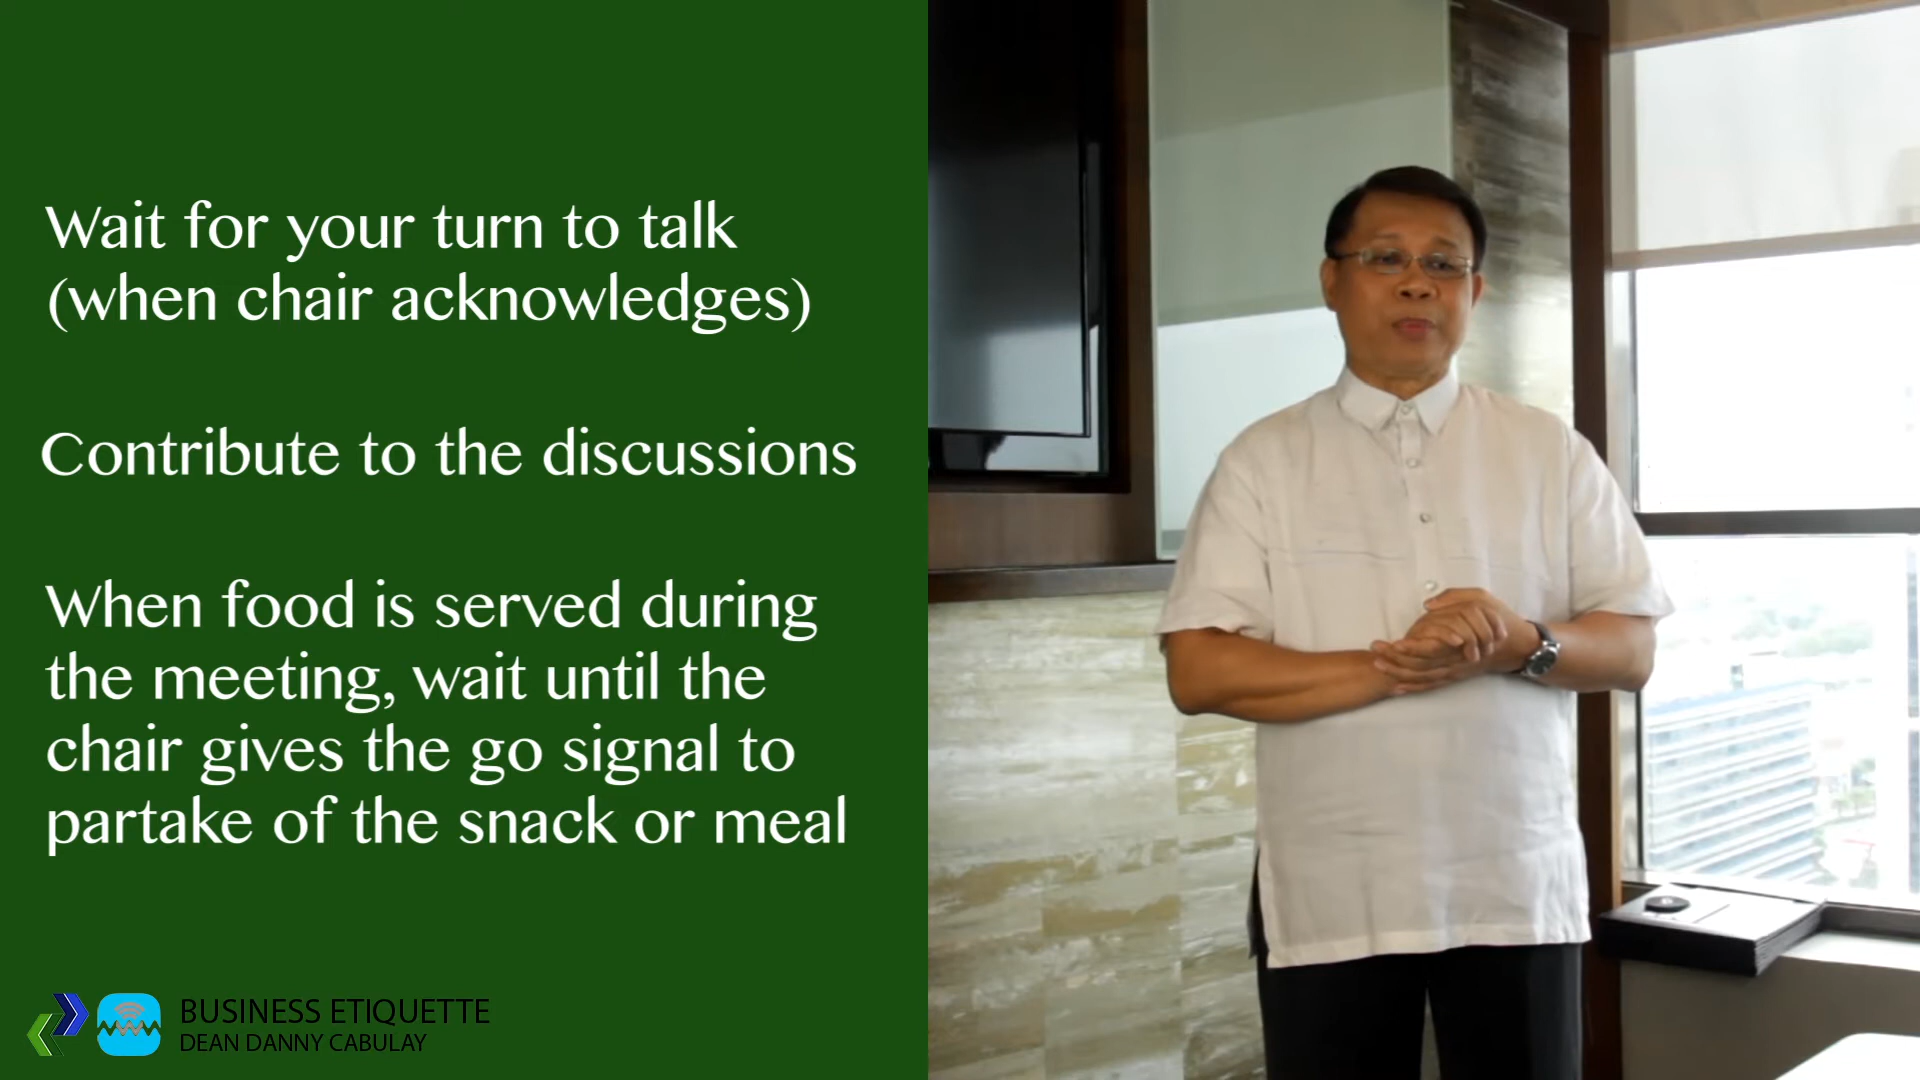 Wait for your turn to talk
(when chair acknowledges)
Contribute to the discussions
When food is served during
the meeting, wait until the
chair gives the go signal to
partake of the snack or meal
BUSINESS ETIQUETTE
DEAN DANNY CABULAY